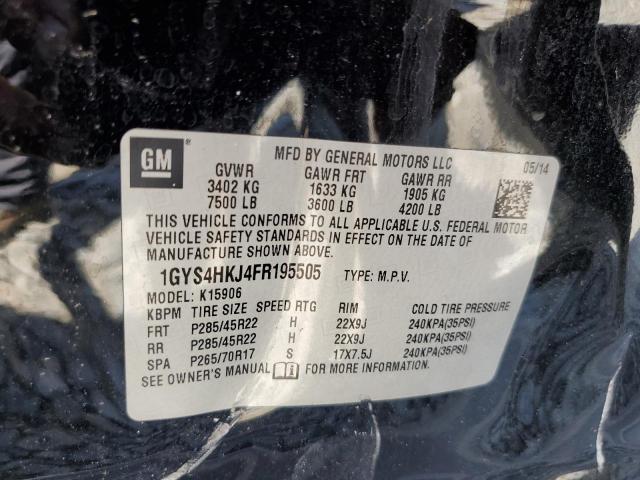 GM
MFD BY GENERAL MOTORS LLC 05/14
GVWR GAWR FRT GAWR RR
3402 KG 1633 KG 1905 KG
7500 LB 3600 LB 4200 LB
THIS VEHICLE CONFORMS TO ALL APPLICABLE U.S. FEDERAL MOTOR
VEHICLE SAFETY STANDARDS IN EFFECT ON THE DATE OF
MANUFACTURE SHOWN ABOVE.
1GYS4HKJ4FR195505 TYPE: M.P.V.
MODEL: K15906
KBPM TIRE SIZE SPEED RTG RIM COLD TIRE PRESSURE
FRT P285/45R22 H 22X9J 240KPA(35PSI)
RR P285/45R22 H 22X9J 240KPA(35PSI)
SPA P265/70R17 S 17X7.5J 240KPA(35PSI)
SEE OWNER'S MANUAL FOR MORE INFORMATION.